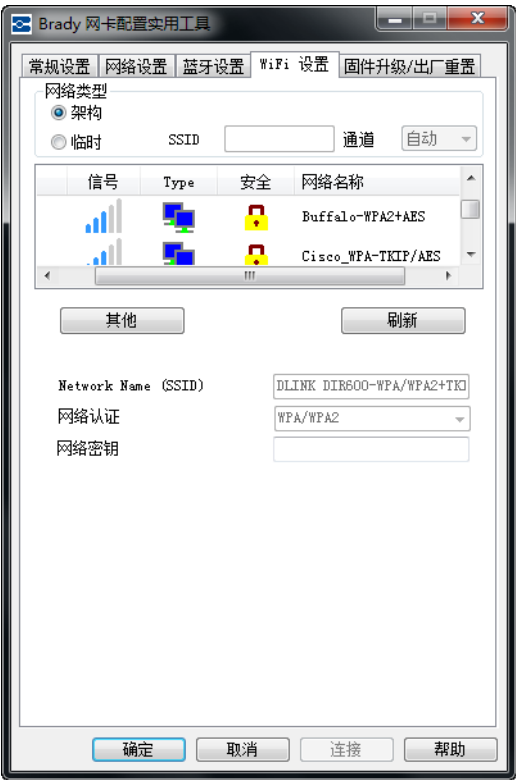 Brady 网卡配置实用工具
常规设置 网络设置 蓝牙设置 WiFi 设置 固件升级/出厂重置
网络类型
架构
临时 SSID 通道 自动
信号 Type 安全 网络名称
Buffalo-WPA2+AES
Cisco_WPA-TKIP/AES
其他 刷新
Network Name (SSID) DLINK DIR600-WPA/WPA2+TKI
网络认证 WPA/WPA2
网络密钥
确定 取消 连接 帮助